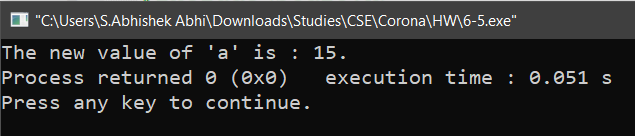 "C:\Users\S.Abhishek Abhi\Downloads\Studies\CSE\Corona\HW\6-5.exe"
The new value of 'a' is : 15.
Process returned 0 (0x0)   execution time : 0.051 s
Press any key to continue.